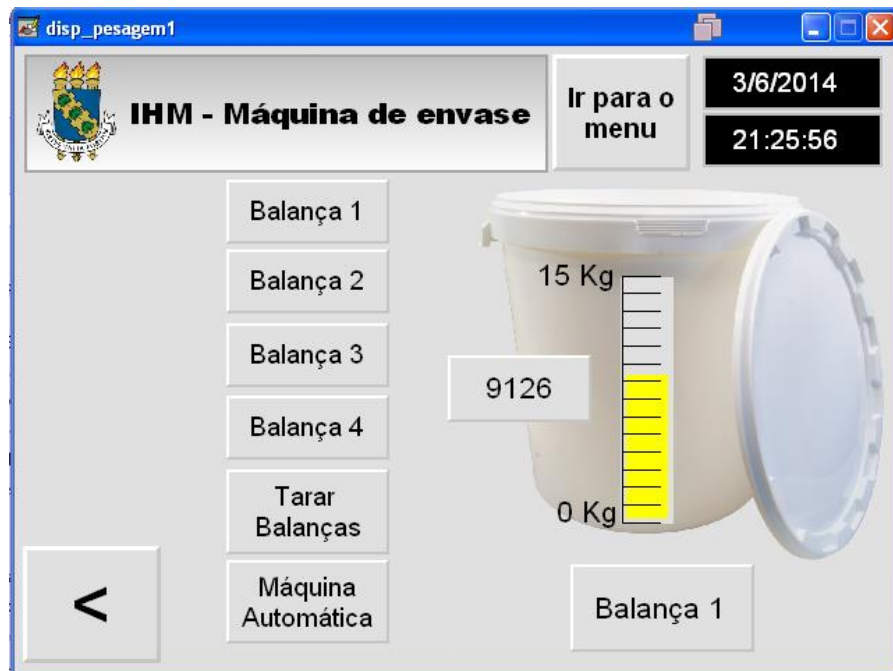 disp_pesagem1
IHM - Máquina de envase
Ir para o
menu
3/6/2014
21:25:56
Balança 1
Balança 2
Balança 3
Balança 4
Tarar
Balanças
Máquina
Automática
<
15 Kg
9126
0 Kg
Balança 1